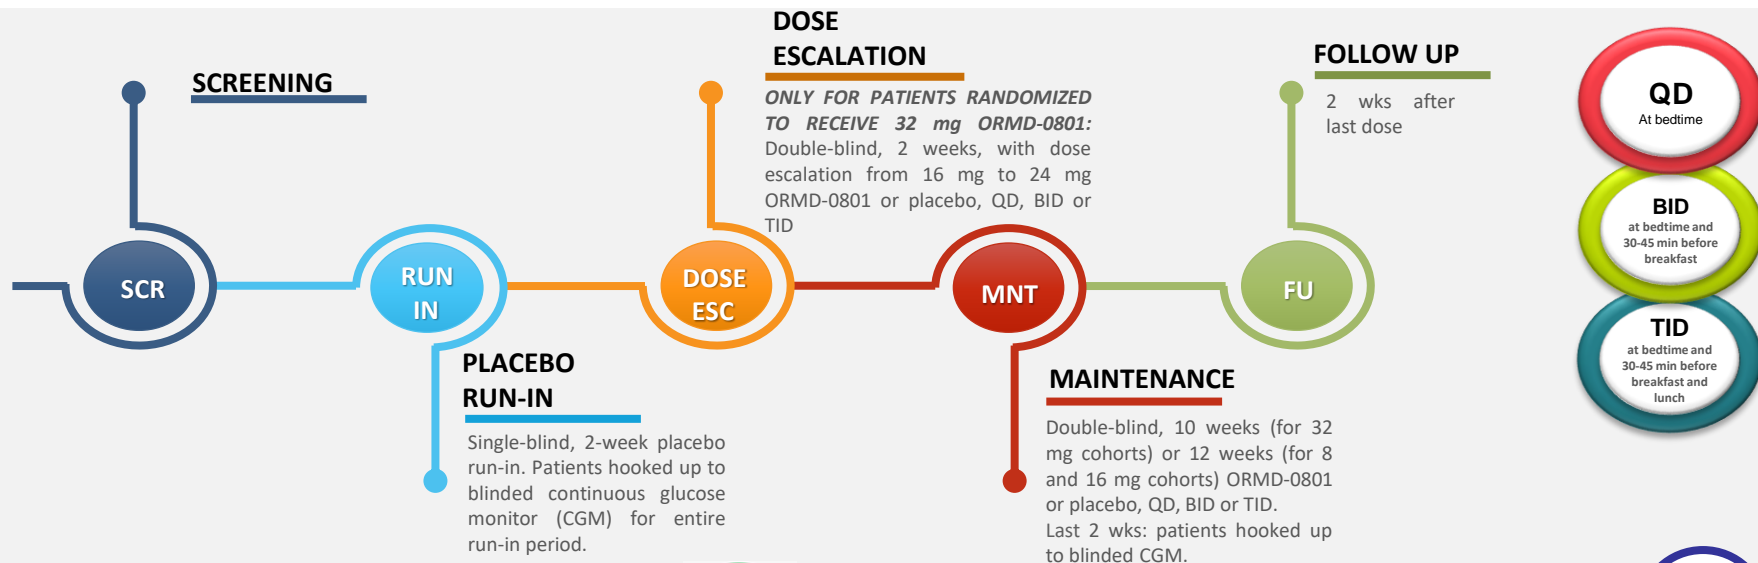 SCREENING
SCR
RUN
IN
PLACEBO
RUN-IN
Single-blind, 2-week placebo
run-in. Patients hooked up to
blinded continuous glucose
monitor (CGM) for entire
run-in period.
DOSE
ESCALATION
ONLY FOR PATIENTS RANDOMIZED
TO RECEIVE 32 mg ORMD-0801:
Double-blind, 2 weeks, with dose
escalation from 16 mg to 24 mg
ORMD-0801 or placebo, QD, BID or
TID
DOSE
ESC
MNT
MAINTENANCE
Double-blind, 10 weeks (for 32
mg cohorts) or 12 weeks (for 8
and 16 mg cohorts) ORMD-0801
or placebo, QD, BID or TID.
Last 2 wks: patients hooked up
to blinded CGM.
FOLLOW UP
2 wks after
last dose
FU
QD
At bedtime
BID
at bedtime and
30-45 min before
breakfast
TID
at bedtime and
30-45 min before
breakfast and
lunch